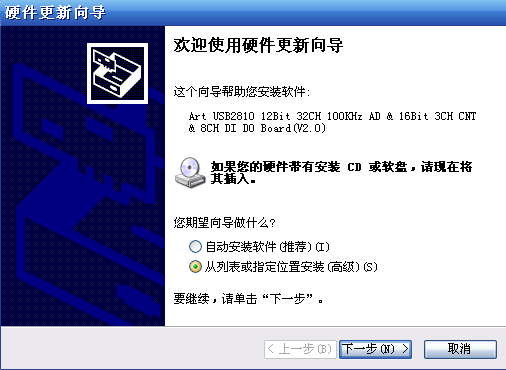 硬件更新向导
欢迎使用硬件更新向导
这个向导帮助您安装软件:
Art USB2810 12Bit 32CH 100KHz AD & 16Bit 3CH CNT
& 8CH DI DO Board(V2.0)
如果您的硬件带有安装 CD 或软盘，请现在将
其插入。
您期望向导做什么?
自动安装软件(推荐)(I)
从列表或指定位置安装(高级)(S)
要继续，请单击“下一步”。
< 上一步(B) 下一步(N) > 取消